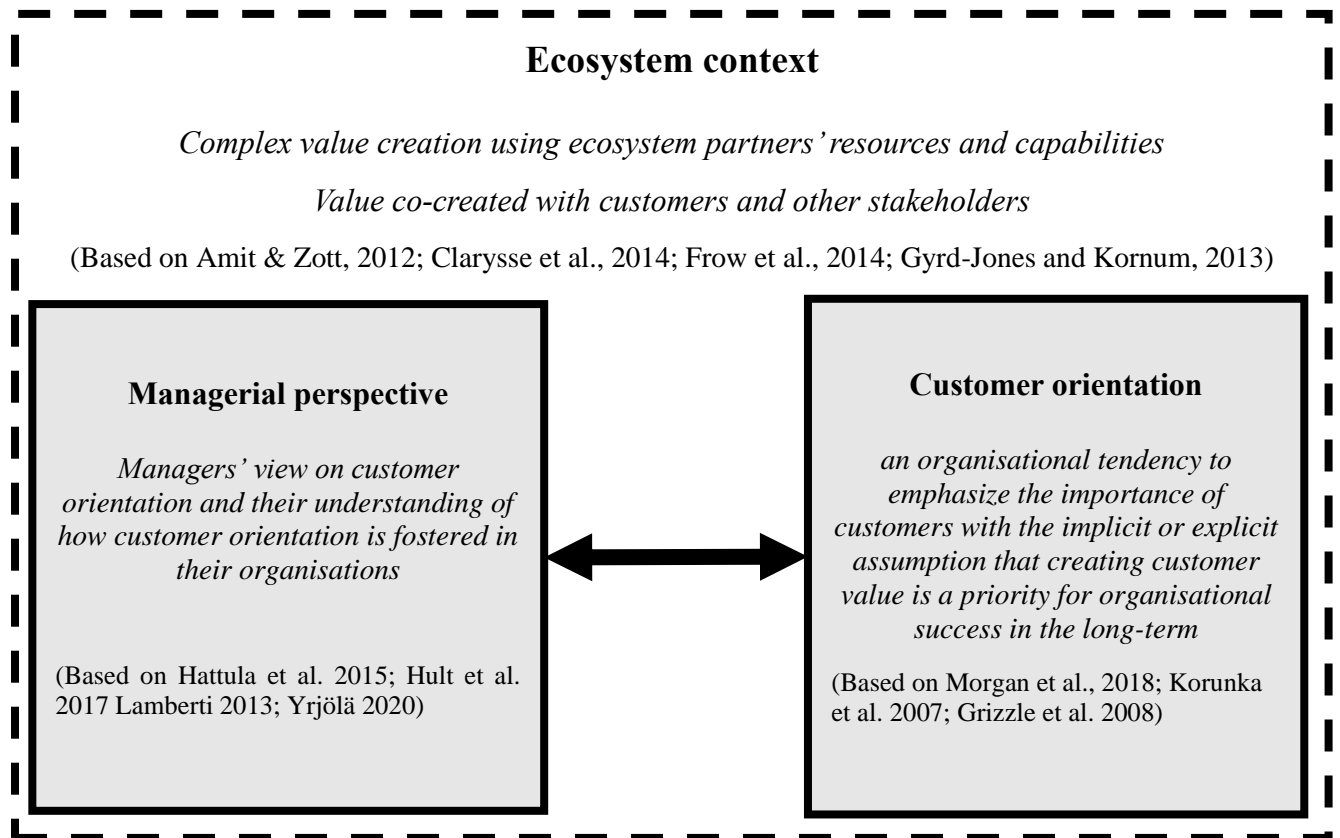 Ecosystem context
Complex value creation using ecosystem partners’ resources and capabilities
Value co-created with customers and other stakeholders
(Based on Amit & Zott, 2012; Clarysse et al., 2014; Frow et al., 2014; Gyrd-Jones and Kornum, 2013)
Managerial perspective
Managers’ view on customer
orientation and their understanding of
how customer orientation is fostered in
their organisations
(Based on Hattula et al. 2015; Hult et al.
2017 Lamberti 2013; Yrjölä 2020)
Customer orientation
an organisational tendency to
emphasize the importance of
customers with the implicit or explicit
assumption that creating customer
value is a priority for organisational
success in the long-term
(Based on Morgan et al., 2018; Korunka
et al. 2007; Grizzle et al. 2008)